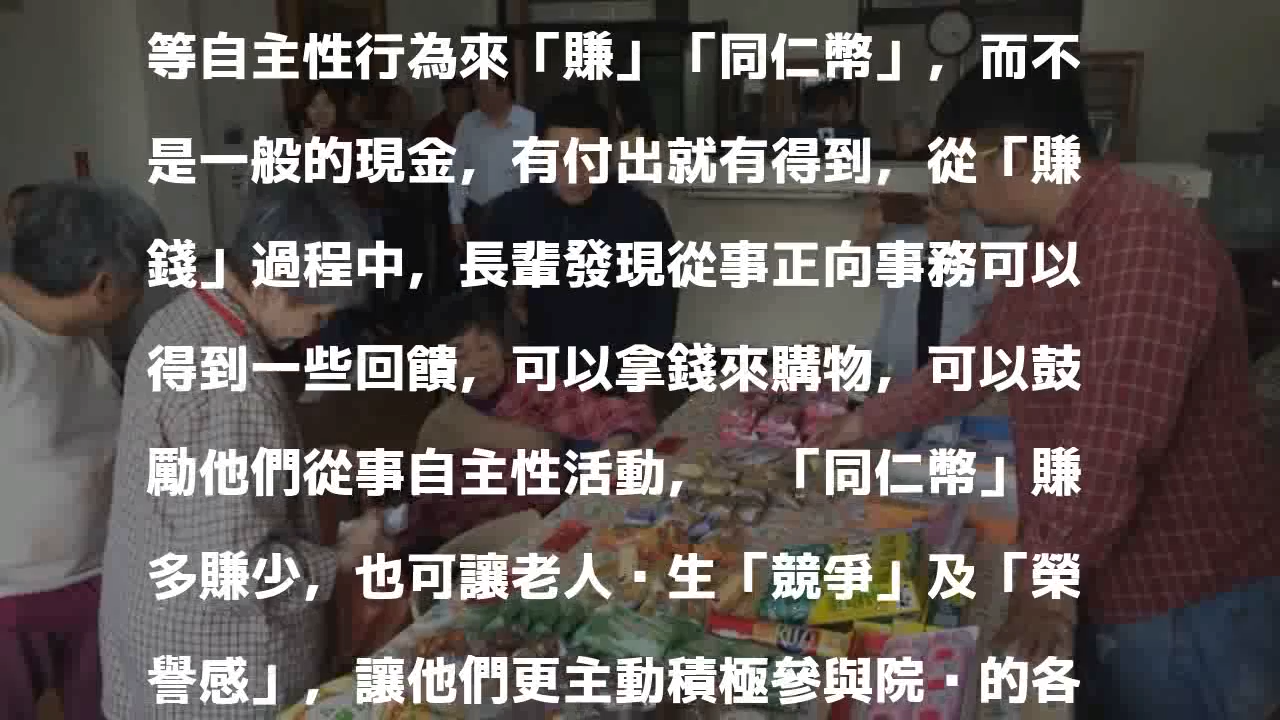 等自主性行為來「賺」「同仁幣」，而不
是一般的現金，有付出就有得到，從「賺
錢」過程中，長輩發現從事正向事務可以
得到一些回饋，可以拿錢來購物，可以鼓
勵他們從事自主性活動，「同仁幣」賺
多賺少，也可讓老人·生「競爭」及「榮
譽感」，讓他們更主動積極參與院·的各